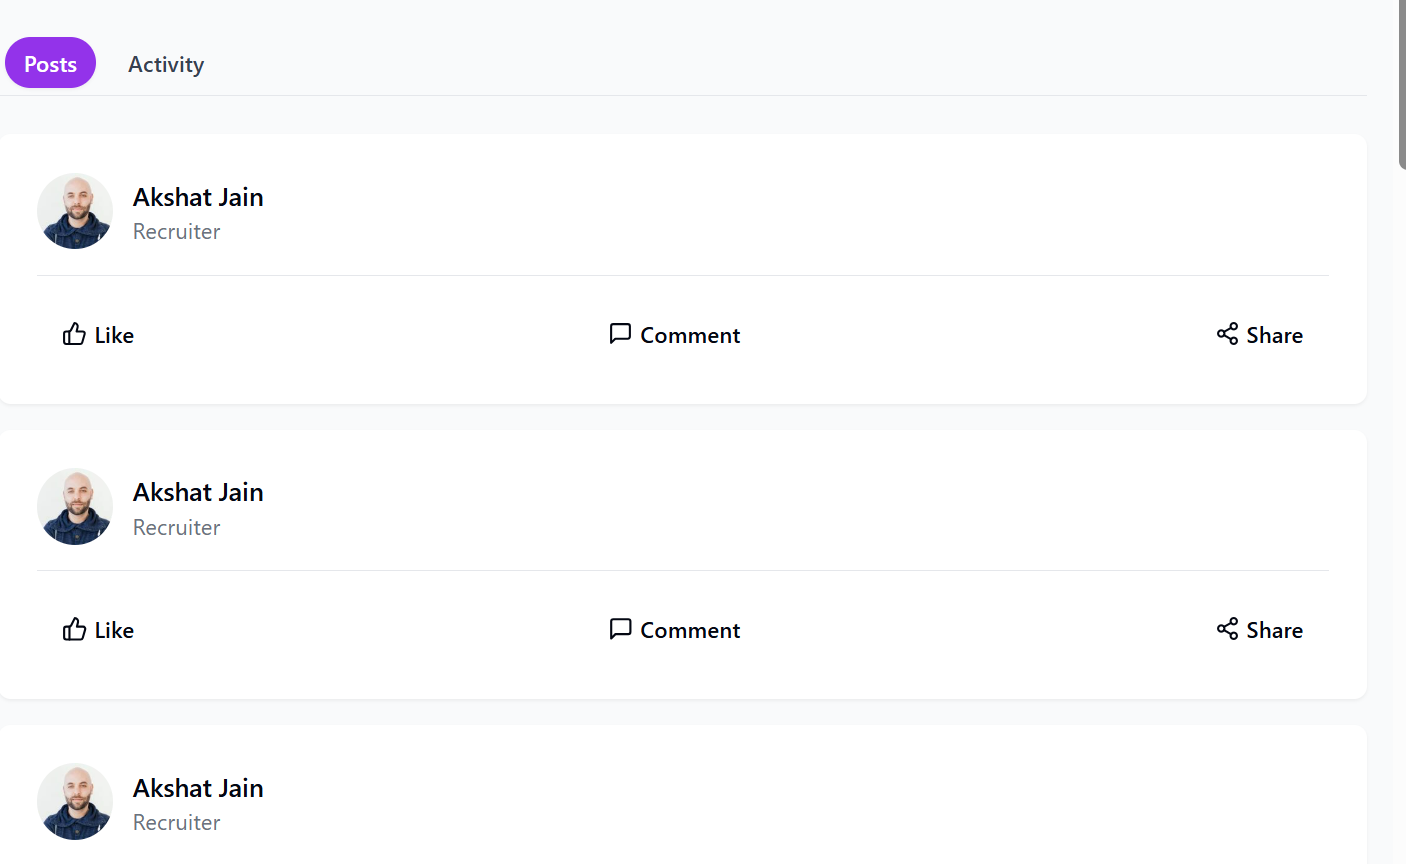 Posts Activity
Akshat Jain
Recruiter
Like Comment Share
Akshat Jain
Recruiter
Like Comment Share
Akshat Jain
Recruiter